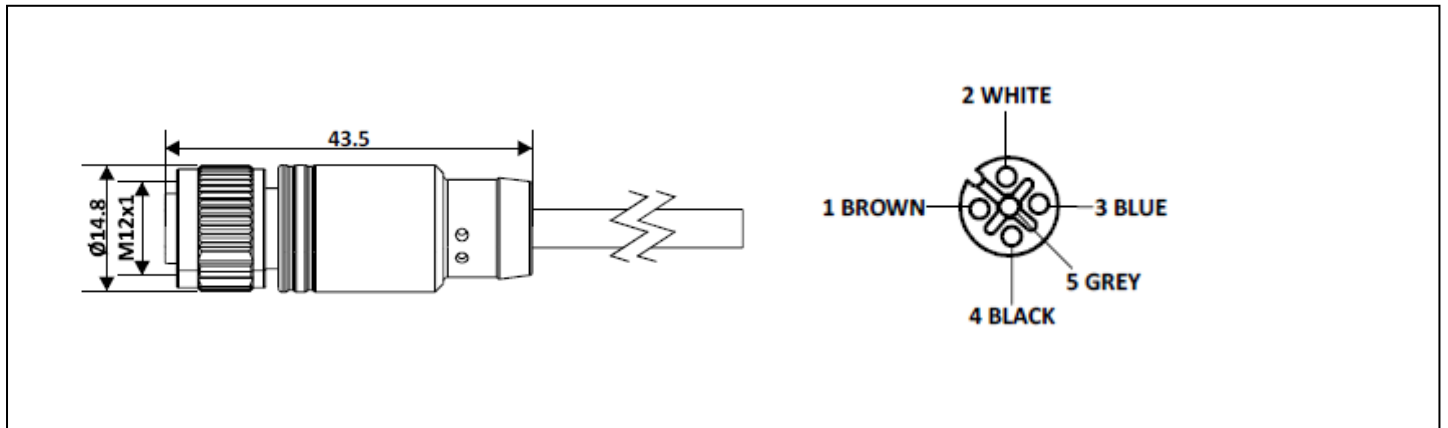 43.5
Ø14.8
M12x1
2 WHITE
1 BROWN
3 BLUE
5 GREY
4 BLACK